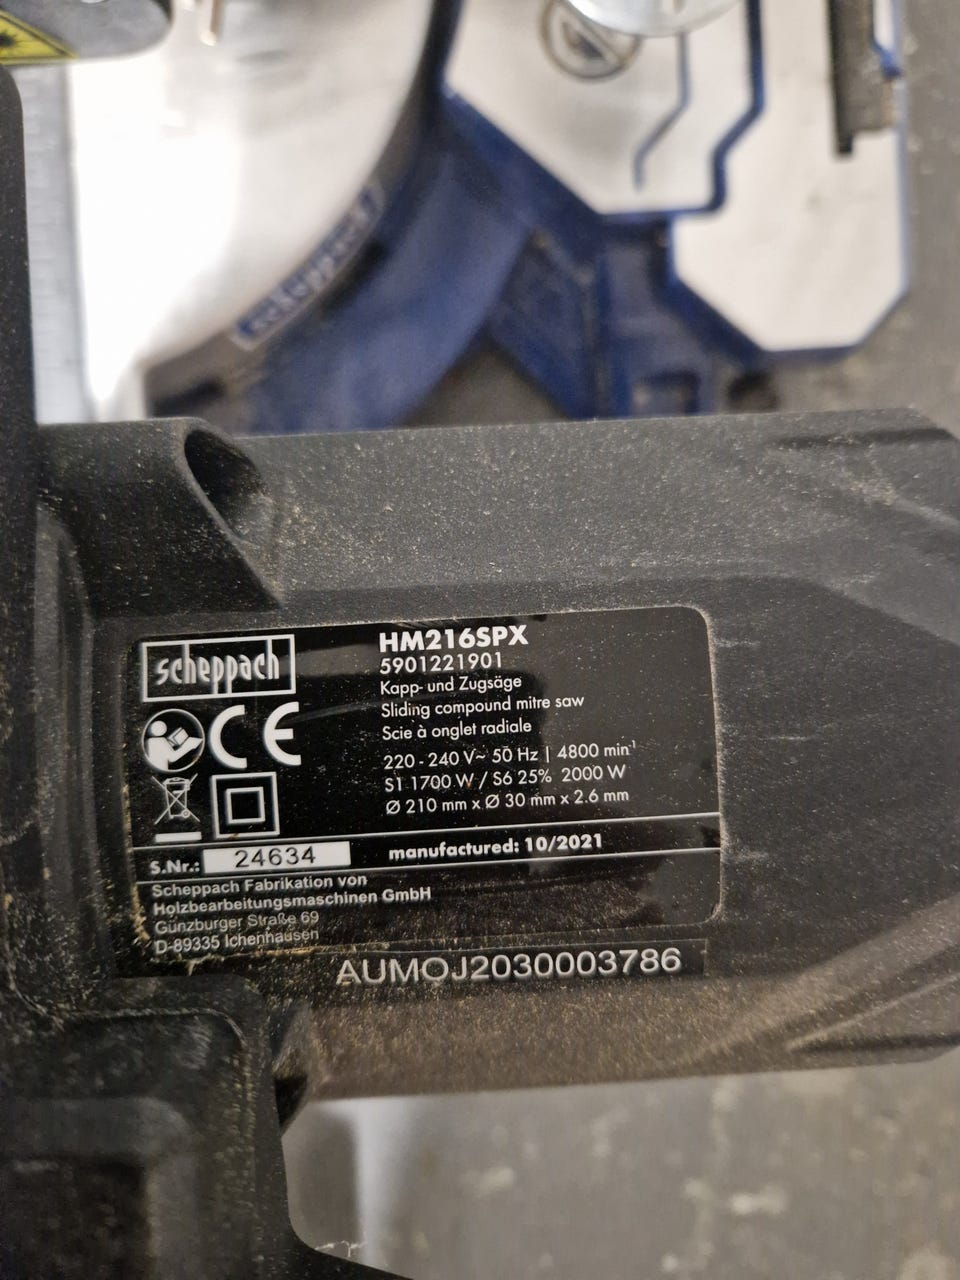 scheppach
scheppach
HM216SPX
5901221901
Kapp- und Zugsäge
Sliding compound mitre saw
Scie à onglet radiale
CE
220 - 240 V~ 50 Hz | 4800 min⁻¹
S1 1700 W / S6 25% 2000 W
Ø 210 mm x Ø 30 mm x 2.6 mm
S.Nr.: 24634 manufactured: 10/2021
Scheppach Fabrikation von
Holzbearbeitungsmaschinen GmbH
Günzburger Straße 69
D-89335 Ichenhausen
AUMOJ2030003786